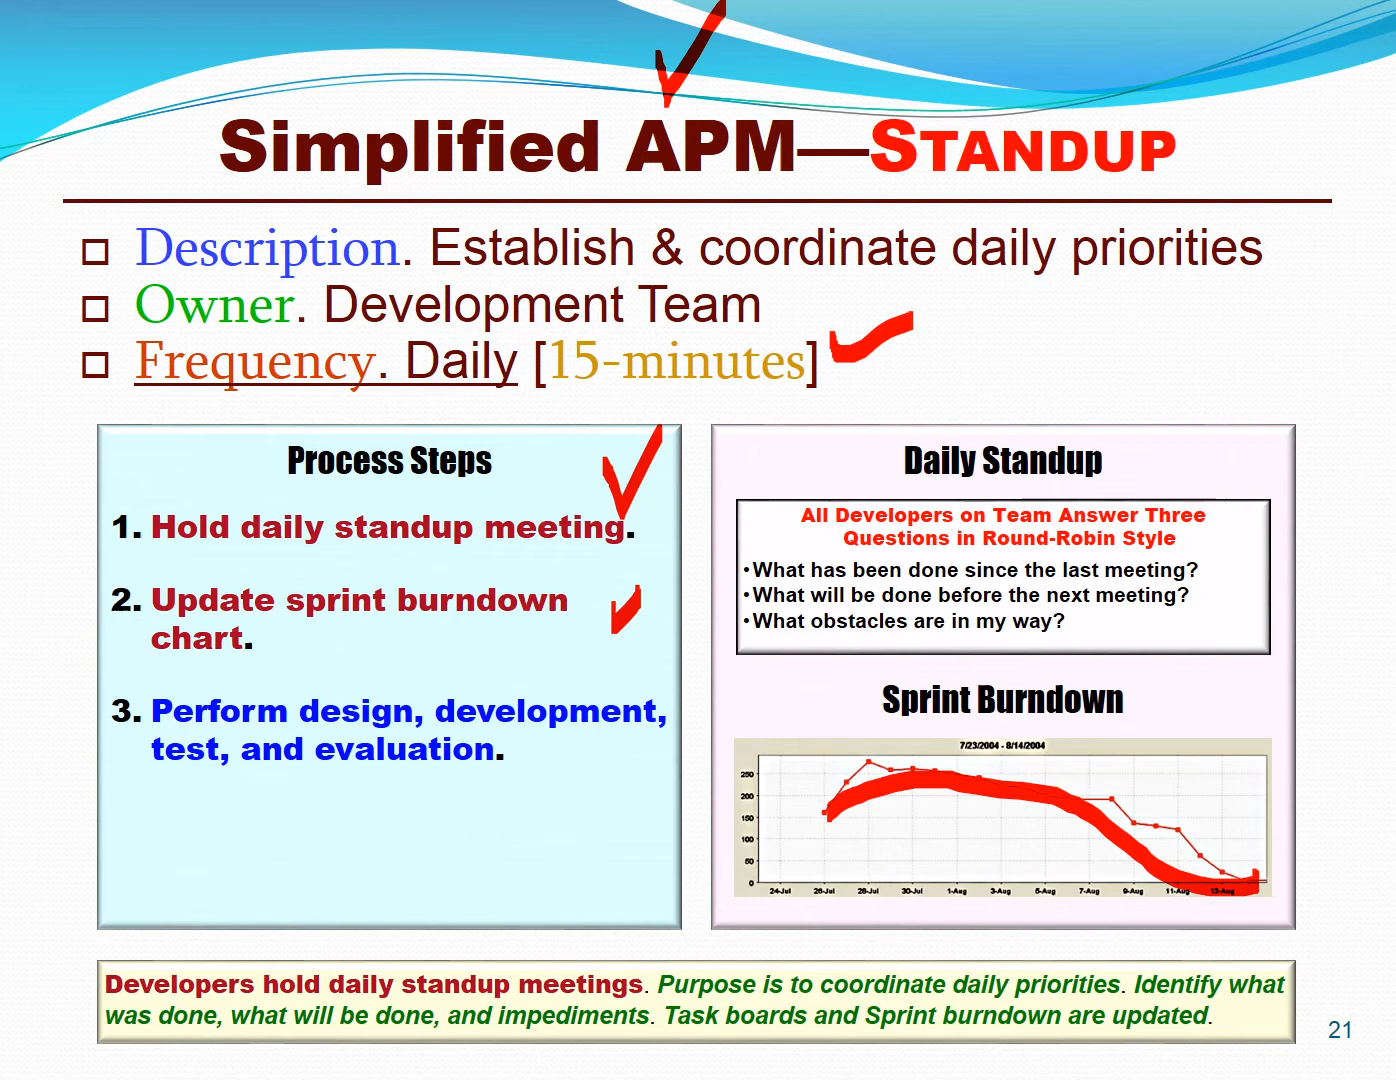 Simplified APM—STANDUP
Description. Establish & coordinate daily priorities
Owner. Development Team
Frequency. Daily [15-minutes]
Process Steps
1. Hold daily standup meeting.
2. Update sprint burndown
chart.
3. Perform design, development,
test, and evaluation.
Daily Standup
All Developers on Team Answer Three
Questions in Round-Robin Style
•What has been done since the last meeting?
•What will be done before the next meeting?
•What obstacles are in my way?
Sprint Burndown
7/23/2004 - 8/14/2004
250
200
150
100
50
0
24-Jul 26-Jul 28-Jul 30-Jul 1-Aug 3-Aug 5-Aug 7-Aug 9-Aug 11-Aug 13-Aug
Developers hold daily standup meetings. Purpose is to coordinate daily priorities. Identify what
was done, what will be done, and impediments. Task boards and Sprint burndown are updated.
21